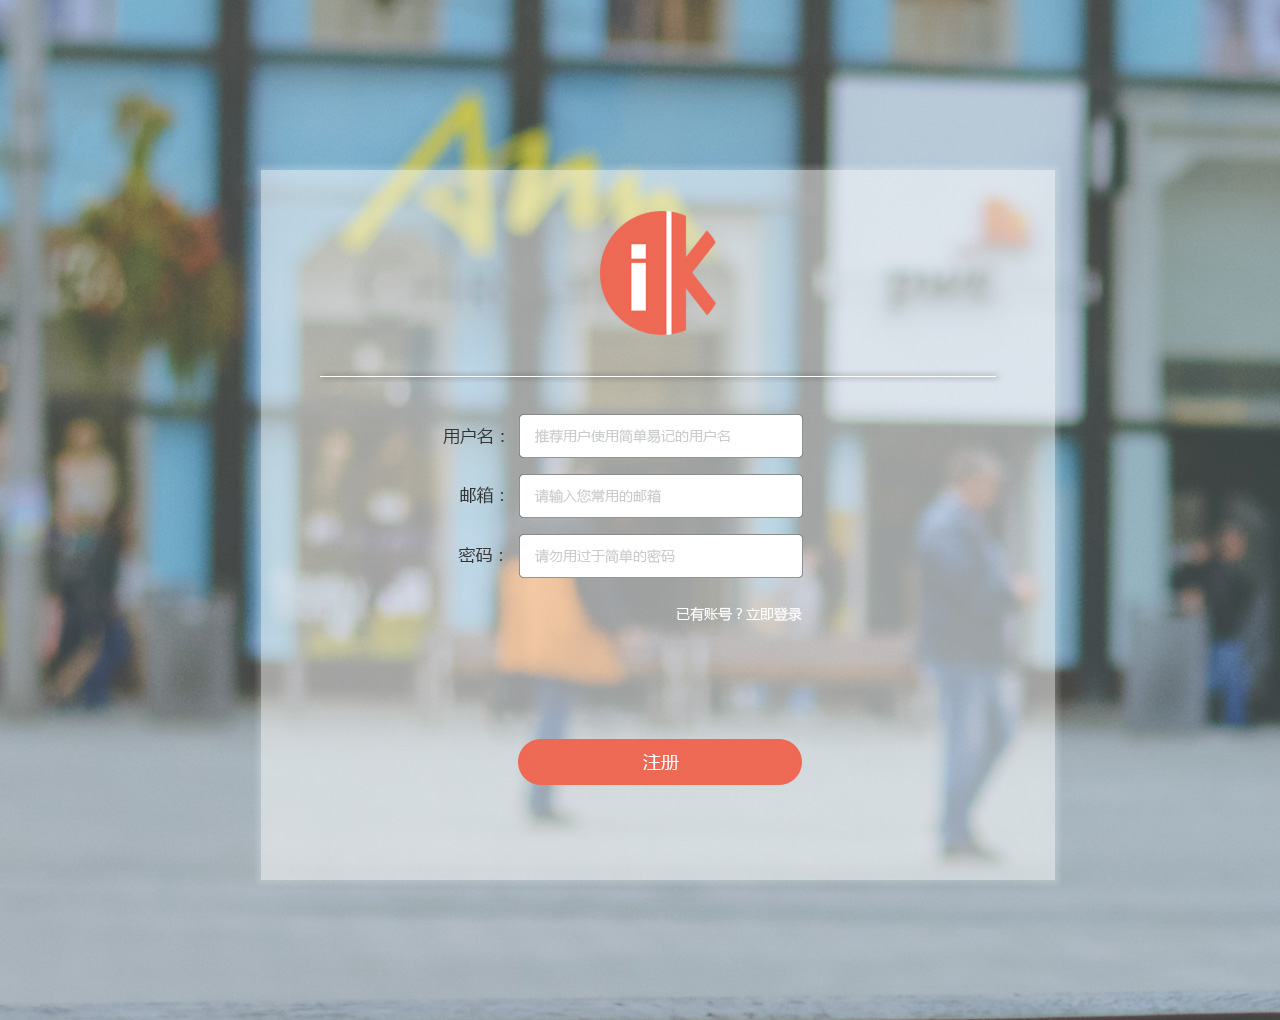 ik
用户名：
推荐用户使用简单易记的用户名
邮箱：
请输入您常用的邮箱
密码：
请勿用过于简单的密码
已有账号？立即登录
注册